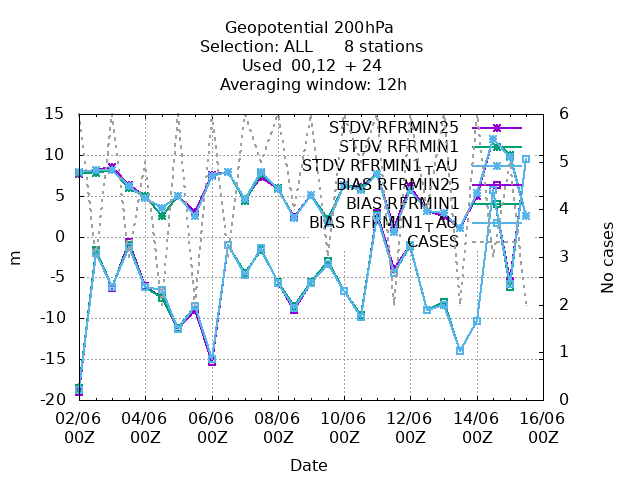 Geopotential 200hPa
Selection: ALL 8 stations
Used 00,12 + 24
Averaging window: 12h
15 6
STDV RFRMIN25
STDV RFRMIN1
10 5
STDV RFRMIN1┬AU
BIAS RFRMIN25
5 4
BIAS RFRMIN1
BIAS RFRMIN1┬AU
0
CASES
m
3
No cases
-5
-10 2
-15 1
-20 0
02/06 04/06 06/06 08/06 10/06 12/06 14/06 16/06
00Z 00Z 00Z 00Z 00Z 00Z 00Z 00Z
Date